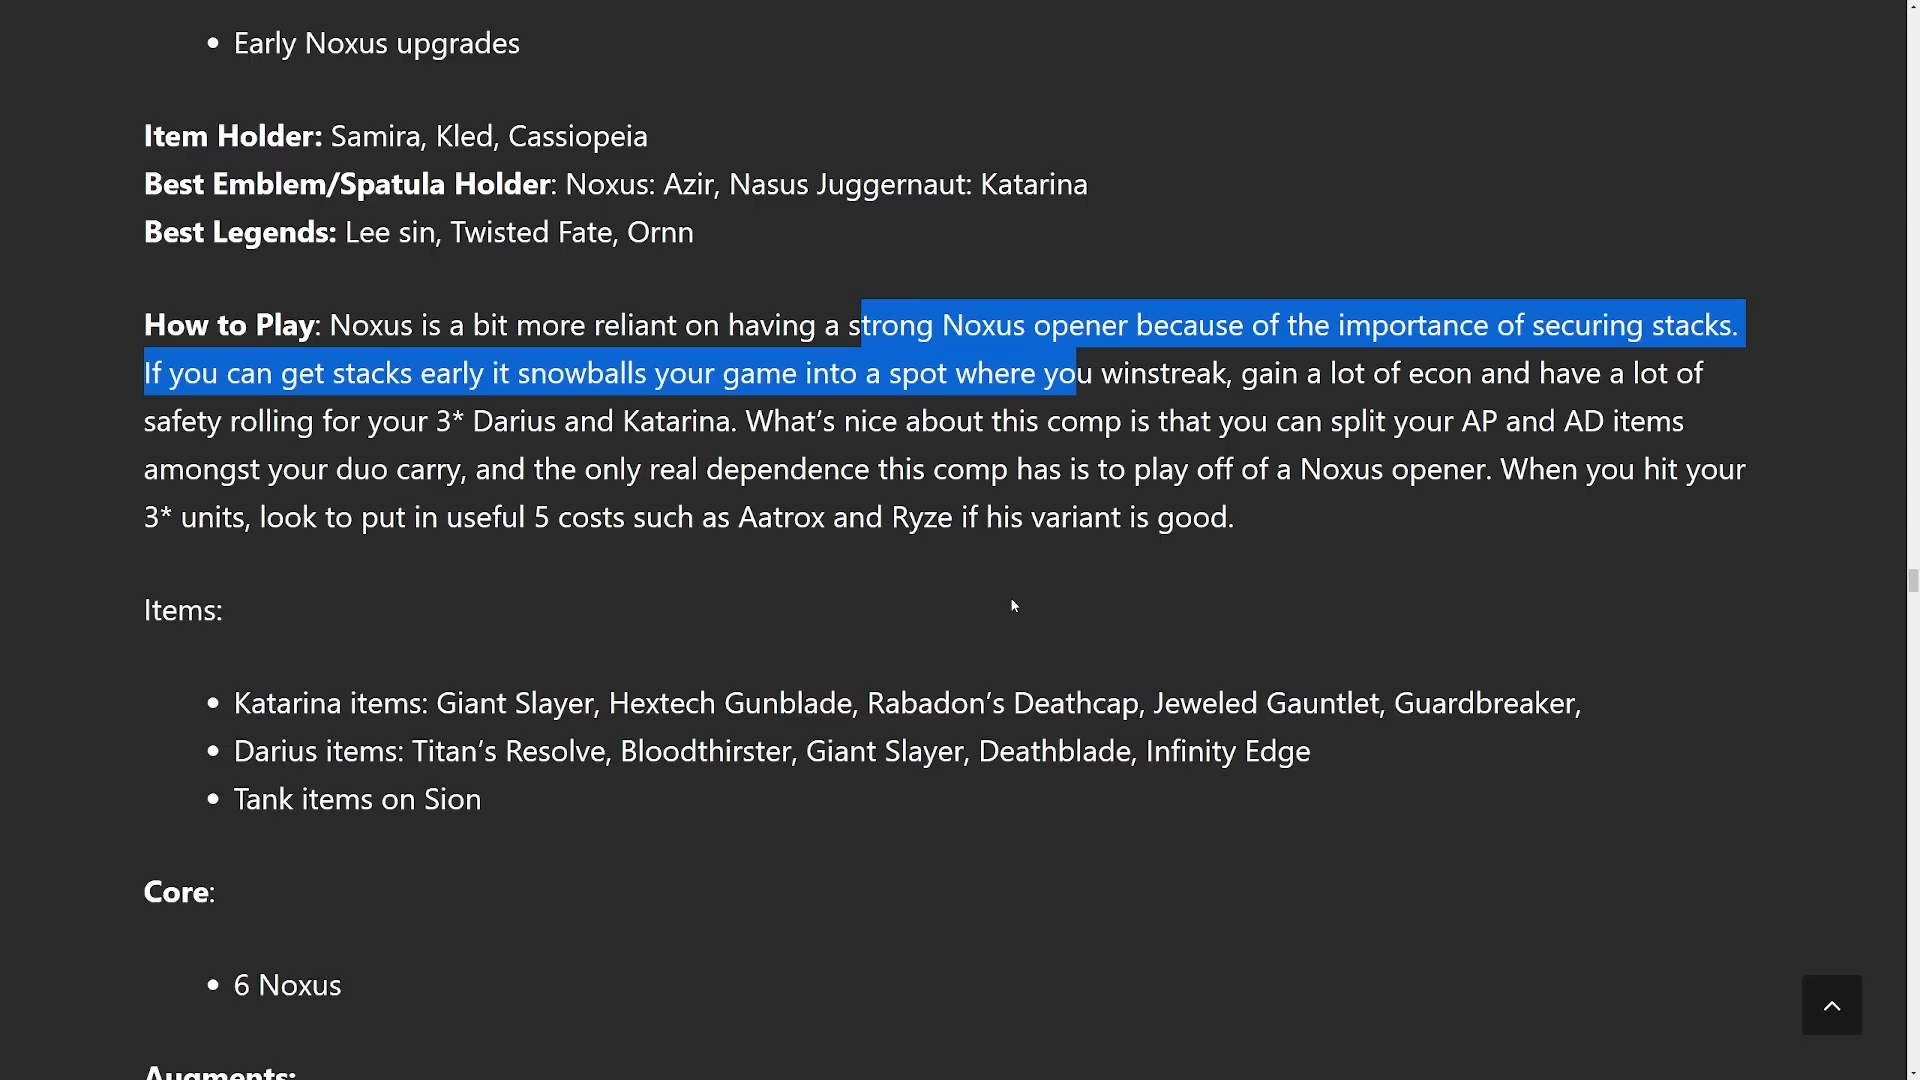 • Early Noxus upgrades
Item Holder: Samira, Kled, Cassiopeia
Best Emblem/Spatula Holder: Noxus: Azir, Nasus Juggernaut: Katarina
Best Legends: Lee sin, Twisted Fate, Ornn
How to Play: Noxus is a bit more reliant on having a strong Noxus opener because of the importance of securing stacks.
If you can get stacks early it snowballs your game into a spot where you winstreak, gain a lot of econ and have a lot of
safety rolling for your 3* Darius and Katarina. What’s nice about this comp is that you can split your AP and AD items
amongst your duo carry, and the only real dependence this comp has is to play off of a Noxus opener. When you hit your
3* units, look to put in useful 5 costs such as Aatrox and Ryze if his variant is good.
Items:
• Katarina items: Giant Slayer, Hextech Gunblade, Rabadon’s Deathcap, Jeweled Gauntlet, Guardbreaker,
• Darius items: Titan’s Resolve, Bloodthirster, Giant Slayer, Deathblade, Infinity Edge
• Tank items on Sion
Core:
• 6 Noxus
Augments: